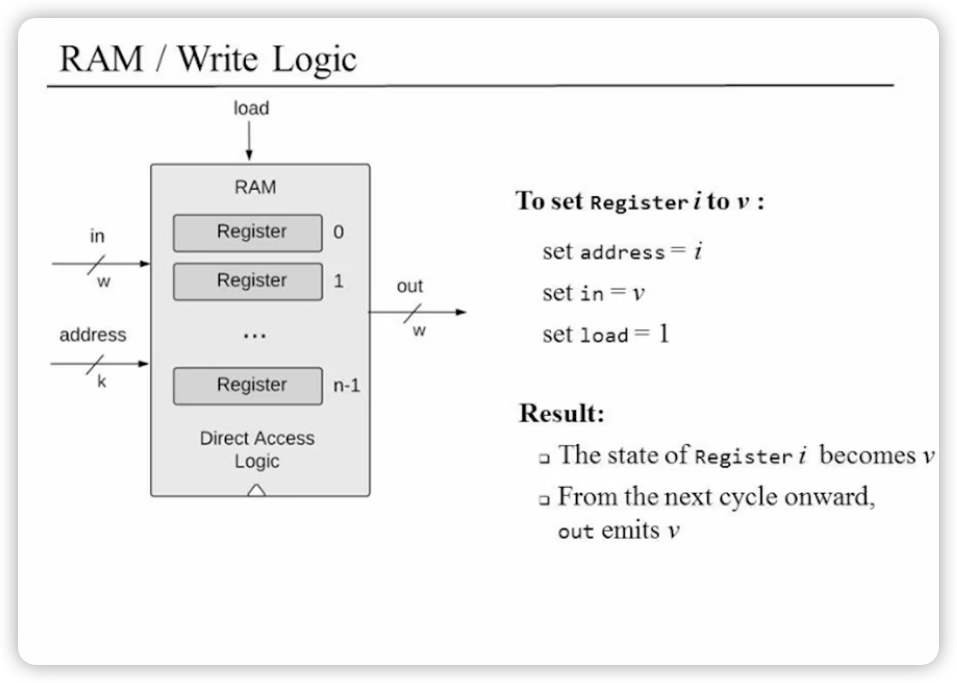 RAM / Write Logic
load
RAM
Register 0
in
w
Register 1
out
w
...
address
k
Register n-1
Direct Access
Logic
To set Register i to v :
set address = i
set in = v
set load = 1
Result:
The state of Register i becomes v
From the next cycle onward,
out emits v